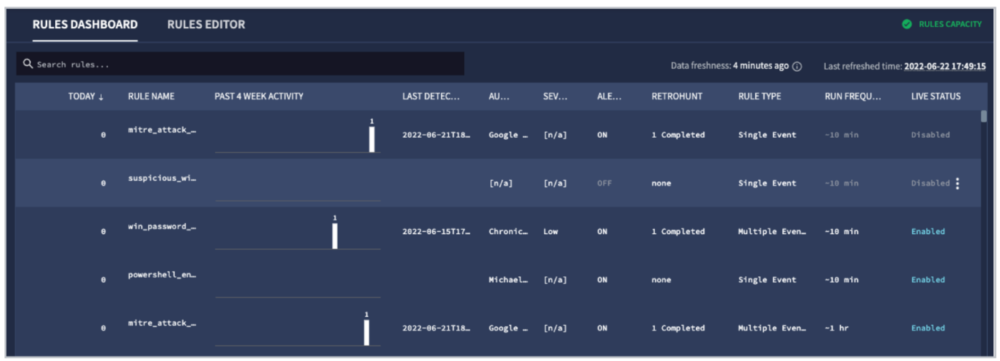 RULES DASHBOARD RULES EDITOR RULES CAPACITY
Search rules... Data freshness: 4 minutes ago Last refreshed time: 2022-06-22 17:49:15
TODAY ↓ RULE NAME PAST 4 WEEK ACTIVITY LAST DETEC... AU... SEV... ALE... RETROHUNT RULE TYPE RUN FREQU... LIVE STATUS
0 mitre_attack_… 1 2022-06-21T18… Google … [n/a] ON 1 Completed Single Event ~10 min Disabled
0 suspicious_wi… [n/a] [n/a] OFF none Single Event ~10 min Disabled
0 win_password_… 1 2022-06-15T17… Chronic… Low ON 1 Completed Multiple Even… ~10 min Enabled
0 powershell_en… Michael… [n/a] ON none Single Event ~10 min Enabled
0 mitre_attack_… 1 2022-06-21T18… Google … [n/a] ON 1 Completed Multiple Even… ~1 hr Enabled